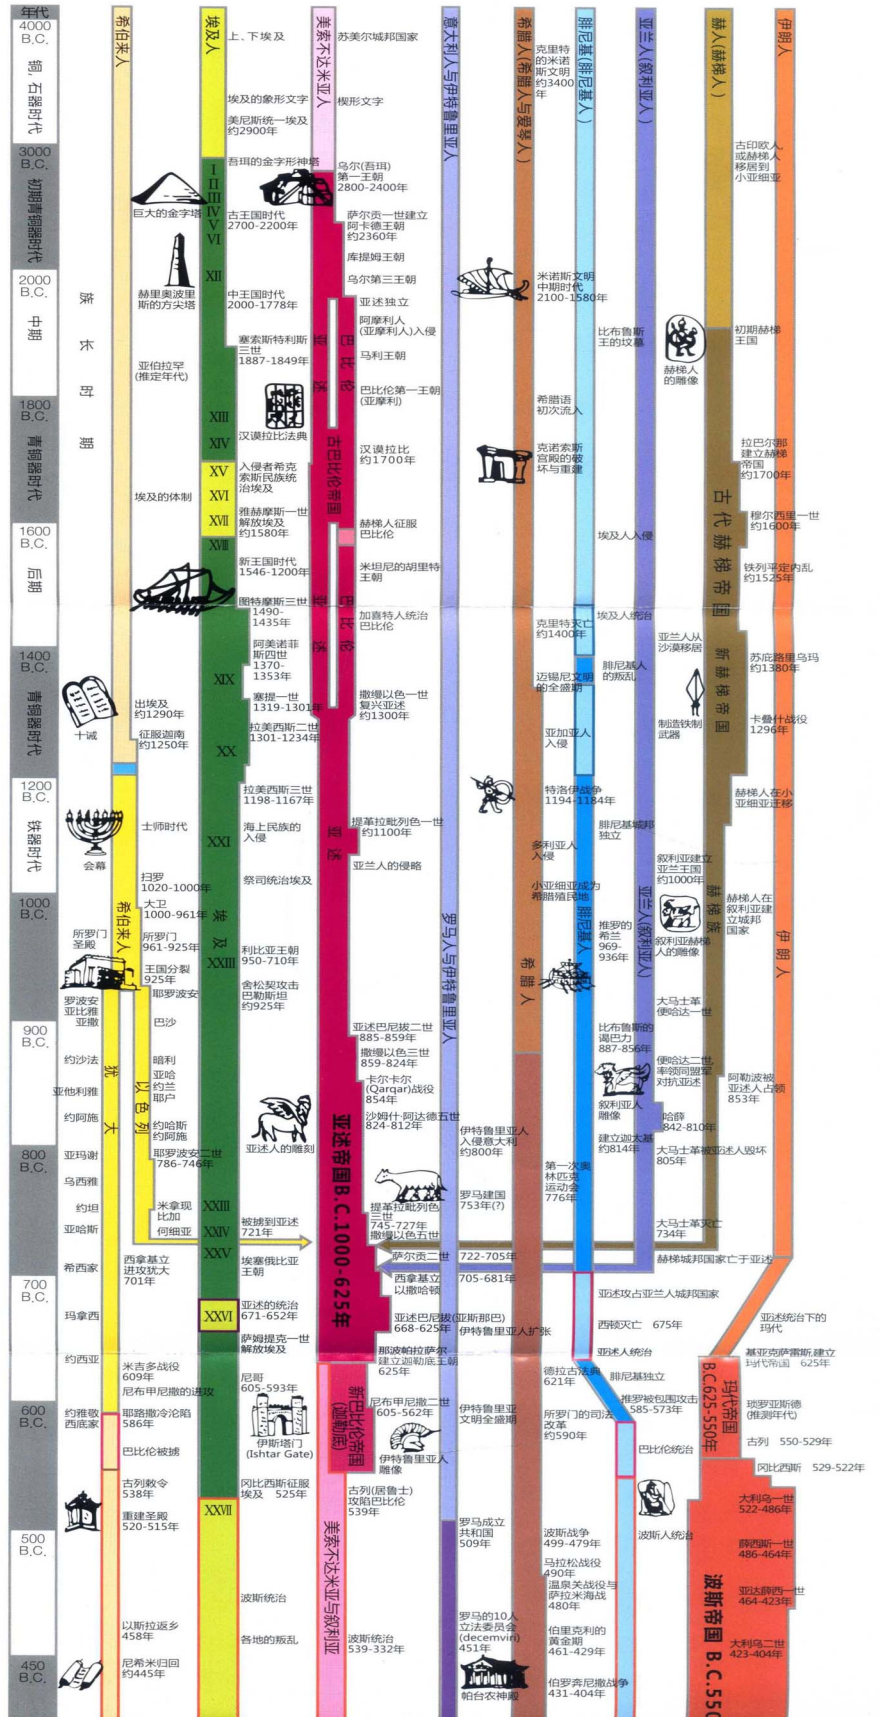 年代
4000
B.C.
铜，石器时代
3000
B.C.
初期青铜器时代
2000
B.C.
中期
1800
B.C.
青铜器时代
1600
B.C.
后期
1400
B.C.
青铜器时代
1200
B.C.
铁器时代
1000
B.C.
900
B.C.
800
B.C.
700
B.C.
600
B.C.
500
B.C.
450
B.C.
希伯来人
族长时期
巨大的金字塔
赫里奥波里
斯的方尖塔
亚伯拉罕
(推定年代)
埃及的体制
出埃及
约1290年
十诫
征服迦南
约1250年
士师时代
会幕
扫罗
1020-1000年
大卫
1000-961年
希伯来人
所罗门
圣殿
所罗门
961-925年
王国分裂
925年
罗波安
亚比雅
亚撒
耶罗波安
巴沙
犹大
以色列
约沙法
暗利
亚哈
约兰
耶户
亚他利雅
约阿施
约哈斯
约阿施
亚玛谢
耶罗波安二世
786-746年
乌西雅
约坦
米拿现
比加
亚哈斯
何细亚
希西家
西拿基立
进攻犹大
701年
玛拿西
约西亚
米吉多战役
609年
尼布甲尼撒的进攻
约雅敬
西底家
耶路撒冷沦陷
586年
巴比伦被掳
古列敕令
538年
重建圣殿
520-515年
以斯拉返乡
458年
尼希米归回
约445年
埃及人
上、下埃及
埃及的象形文字
美尼斯统一埃及
约2900年
吾珥的金字形神塔
I
II
III
IV
V
VI
古王国时代
2700-2200年
XII
中王国时代
2000-1778年
塞索斯特利斯
三世
1887-1849年
XIII
XIV
汉谟拉比法典
XV
XVI
XVII
入侵者希克
索斯民族统
治埃及
雅赫摩斯一世
解放埃及
约1580年
XVIII
新王国时代
1546-1200年
图特摩斯三世
1490-
1435年
阿美诺菲
斯四世
1370-
1353年
XIX
塞提一世
1319-1301年
拉美西斯二世
1301-1234年
XX
拉美西斯三世
1198-1167年
海上民族的
入侵
XXI
祭司统治埃及
埃及
利比亚王朝
950-710年
XXIII
舍松契攻击
巴勒斯坦
约925年
亚述人的雕刻
XXIII
被掳到亚述
721年
XXIV
XXV
埃塞俄比亚
王朝
XXVI
亚述的统治
671-652年
萨姆提克一世
解放埃及
尼哥
605-593年
伊斯塔门
(Ishtar Gate)
冈比西斯征服
埃及 525年
XXVII
波斯统治
各地的叛乱
美索不达米亚人
苏美尔城邦国家
楔形文字
乌尔(吾珥)
第一王朝
2800-2400年
萨尔贡一世建立
阿卡德王朝
约2360年
库提姆王朝
乌尔第三王朝
亚述独立
阿摩利人
(亚摩利人)入侵
亚述
巴比伦
马利王朝
巴比伦第一王朝
(亚摩利)
古巴比伦帝国
汉谟拉比
约1700年
赫梯人征服
巴比伦
米坦尼的胡里特
王朝
亚述
巴比伦
加喜特人统治
巴比伦
撒缦以色一世
复兴亚述
约1300年
亚述
提革拉毗列色一世
约1100年
亚兰人的侵略
亚述巴尼拔二世
885-859年
撒缦以色三世
859-824年
卡尔卡尔
(Qarqar)战役
854年
沙姆什·阿达德五世
824-812年
亚述帝国B.C.1000-625年
提革拉毗列色
三世
745-727年
撒缦以色五世
萨尔贡二世 722-705年
西拿基立 705-681年
以撒哈顿
亚述巴尼拔(亚斯那巴)
668-625年
那波帕拉萨尔
建立迦勒底王朝
625年
新巴比伦帝国
(迦勒底)
尼布甲尼撒二世
605-562年
伊特鲁里亚人
雕像
古列(居鲁士)
攻陷巴比伦
539年
美索不达米亚与叙利亚
波斯统治
539-332年
意大利人与伊特鲁里亚人
罗马人与伊特鲁里亚人
伊特鲁里亚人
入侵意大利
约800年
罗马建国
753年(?)
伊特鲁里亚人扩张
伊特鲁里亚
文明全盛期
罗马成立
共和国
509年
罗马的10人
立法委员会
(decemviri)
451年
帕台农神殿
希腊人(希腊人与爱琴人)
克里特
的米诺
斯文明
约3400
年
米诺斯文明
中期时代
2100-1580年
希腊语
初次流入
克诺索斯
宫殿的破
坏与重建
克里特灭亡
约1400年
迈锡尼文明
的全盛期
亚加亚人
入侵
特洛伊战争
1194-1184年
多利亚人
入侵
小亚细亚成为
希腊殖民地
希腊人
第一次奥
林匹克
运动会
776年
德拉古法典
621年
所罗门的司法
改革
约590年
波斯战争
499-479年
马拉松战役
490年
温泉关战役与
萨拉米海战
480年
伯里克利的
黄金期
461-429年
伯罗奔尼撒战争
431-404年
腓尼基(腓尼基人)
比布鲁斯
王的坟墓
埃及人入侵
埃及人统治
腓尼基人
的叛乱
腓尼基城邦
独立
腓尼基人
推罗的
希兰
969-
936年
比布鲁斯的
谒巴力
887-856年
叙利亚人
雕像
建立迦太基
约814年
亚述攻占亚兰人城邦国家
西顿灭亡 675年
亚述人统治
腓尼基独立
推罗被包围攻击
585-573年
巴比伦统治
波斯人统治
亚兰人(叙利亚人)
赫梯人
的雕像
亚兰人从
沙漠移居
制造铁制
武器
叙利亚建立
亚兰王国
约1000年
亚兰人(叙利亚人)
叙利亚赫梯
人的雕像
大马士革
便哈达一世
便哈达二世
率领同盟军
对抗亚述
哈薛
842-810年
大马士革被亚述人毁坏
805年
大马士革灭亡
734年
赫梯城邦国家亡于亚述
赫人(赫梯人)
古印欧人
或赫梯人
移居到
小亚细亚
初期赫梯
王国
拉巴尔那
建立赫梯
帝国
约1700年
古代赫梯帝国
穆尔西里一世
约1600年
铁列平定内乱
约1525年
新赫梯帝国
苏庇路里乌玛
约1380年
卡叠什战役
1296年
赫梯人在小
亚细亚迁移
赫梯族
赫梯人在
叙利亚建
立城邦
国家
阿勒波被
亚述人占领
853年
伊朗人
伊朗人
亚述统治下的
玛代
基亚克萨雷斯.建立
玛代帝国 625年
玛代帝国
B.C.625-550年
琐罗亚斯德
(推测年代)
古列 550-529年
冈比西斯 529-522年
大利乌一世
522-486年
薛西斯一世
486-464年
亚达薛西一世
464-423年
大利乌二世
423-404年
波斯帝国 B.C.550